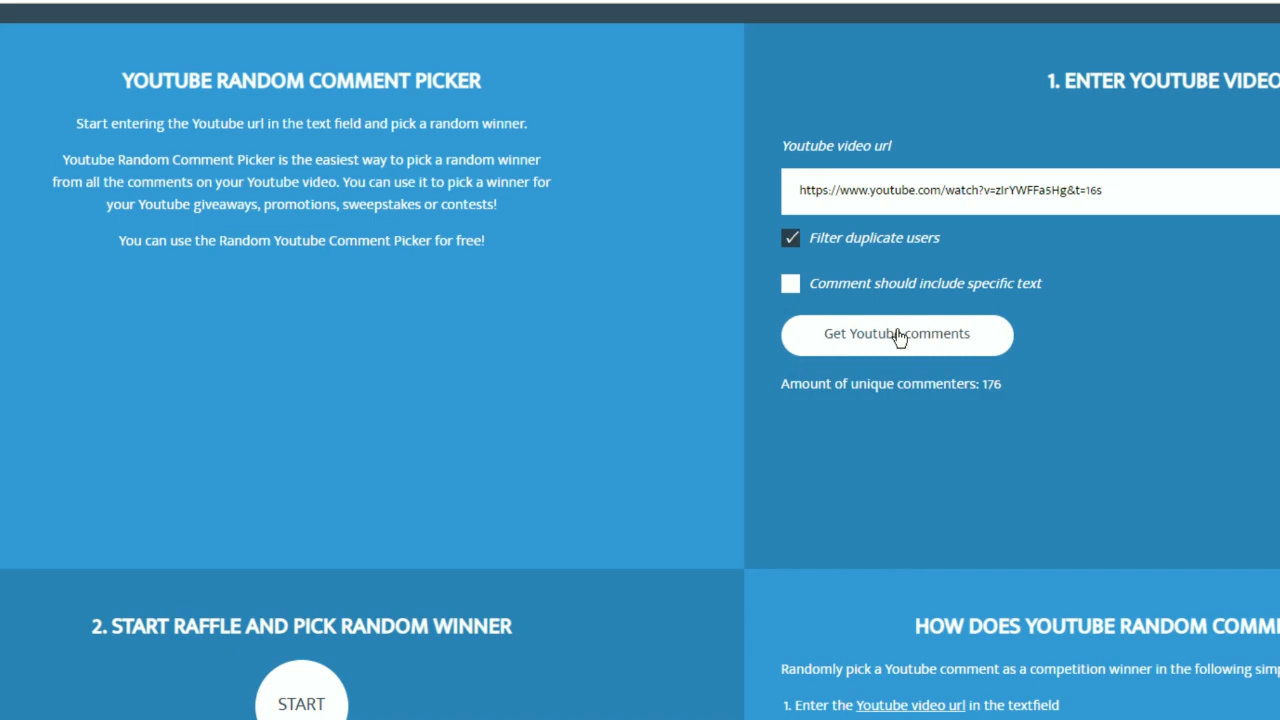 YOUTUBE RANDOM COMMENT PICKER
Start entering the Youtube url in the text field and pick a random winner.
Youtube Random Comment Picker is the easiest way to pick a random winner
from all the comments on your Youtube video. You can use it to pick a winner for
your Youtube giveaways, promotions, sweepstakes or contests!
You can use the Random Youtube Comment Picker for free!
1. ENTER YOUTUBE VIDEO
Youtube video url
https://www.youtube.com/watch?v=zIrYWFFa5Hg&t=16s
Filter duplicate users
Comment should include specific text
Get Youtube comments
Amount of unique commenters: 176
2. START RAFFLE AND PICK RANDOM WINNER
START
HOW DOES YOUTUBE RANDOM COMME
Randomly pick a Youtube comment as a competition winner in the following simp
1. Enter the Youtube video url in the textfield